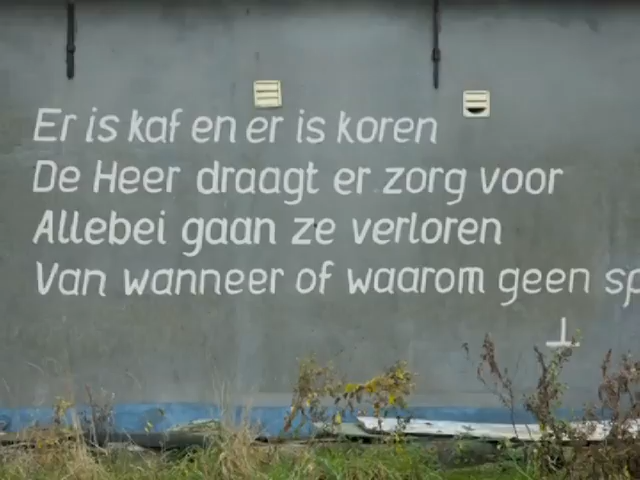 Er is kaf en er is koren
De Heer draagt er zorg voor
Allebei gaan ze verloren
Van wanneer of waarom geen